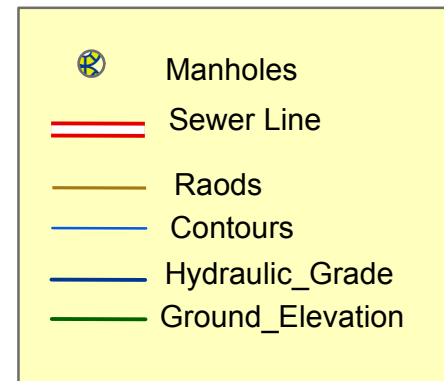 Manholes
Sewer Line
Raods
Contours
Hydraulic_Grade
Ground_Elevation